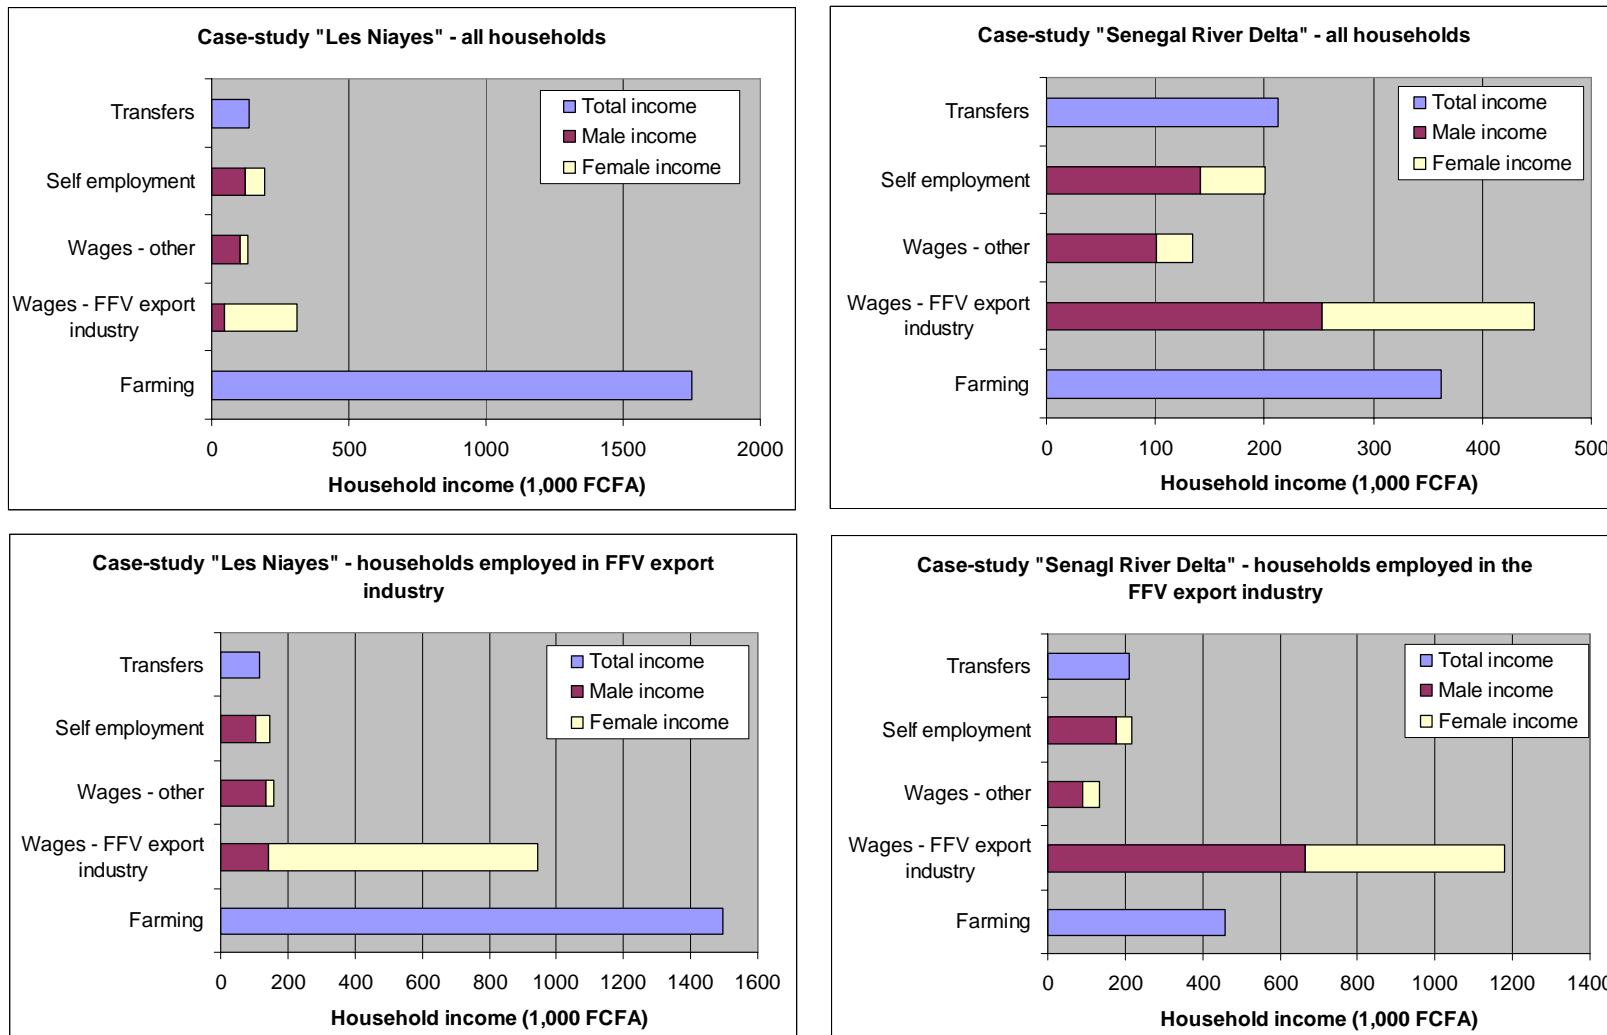 Case-study "Les Niayes" - all households
Transfers
Self employment
Wages - other
Wages - FFV export
industry
Farming
Total income
Male income
Female income
0 500 1000 1500 2000
Household income (1,000 FCFA)
Case-study "Senegal River Delta" - all households
Transfers
Self employment
Wages - other
Wages - FFV export
industry
Farming
Total income
Male income
Female income
0 100 200 300 400 500
Household income (1,000 FCFA)
Case-study "Les Niayes" - households employed in FFV export
industry
Transfers
Self employment
Wages - other
Wages - FFV export
industry
Farming
Total income
Male income
Female income
0 200 400 600 800 1000 1200 1400 1600
Household income (1,000 FCFA)
Case-study "Senagl River Delta" - households employed in the
FFV export industry
Transfers
Self employment
Wages - other
Wages - FFV export
industry
Farming
Total income
Male income
Female income
0 200 400 600 800 1000 1200 1400
Household income (1,000 FCFA)